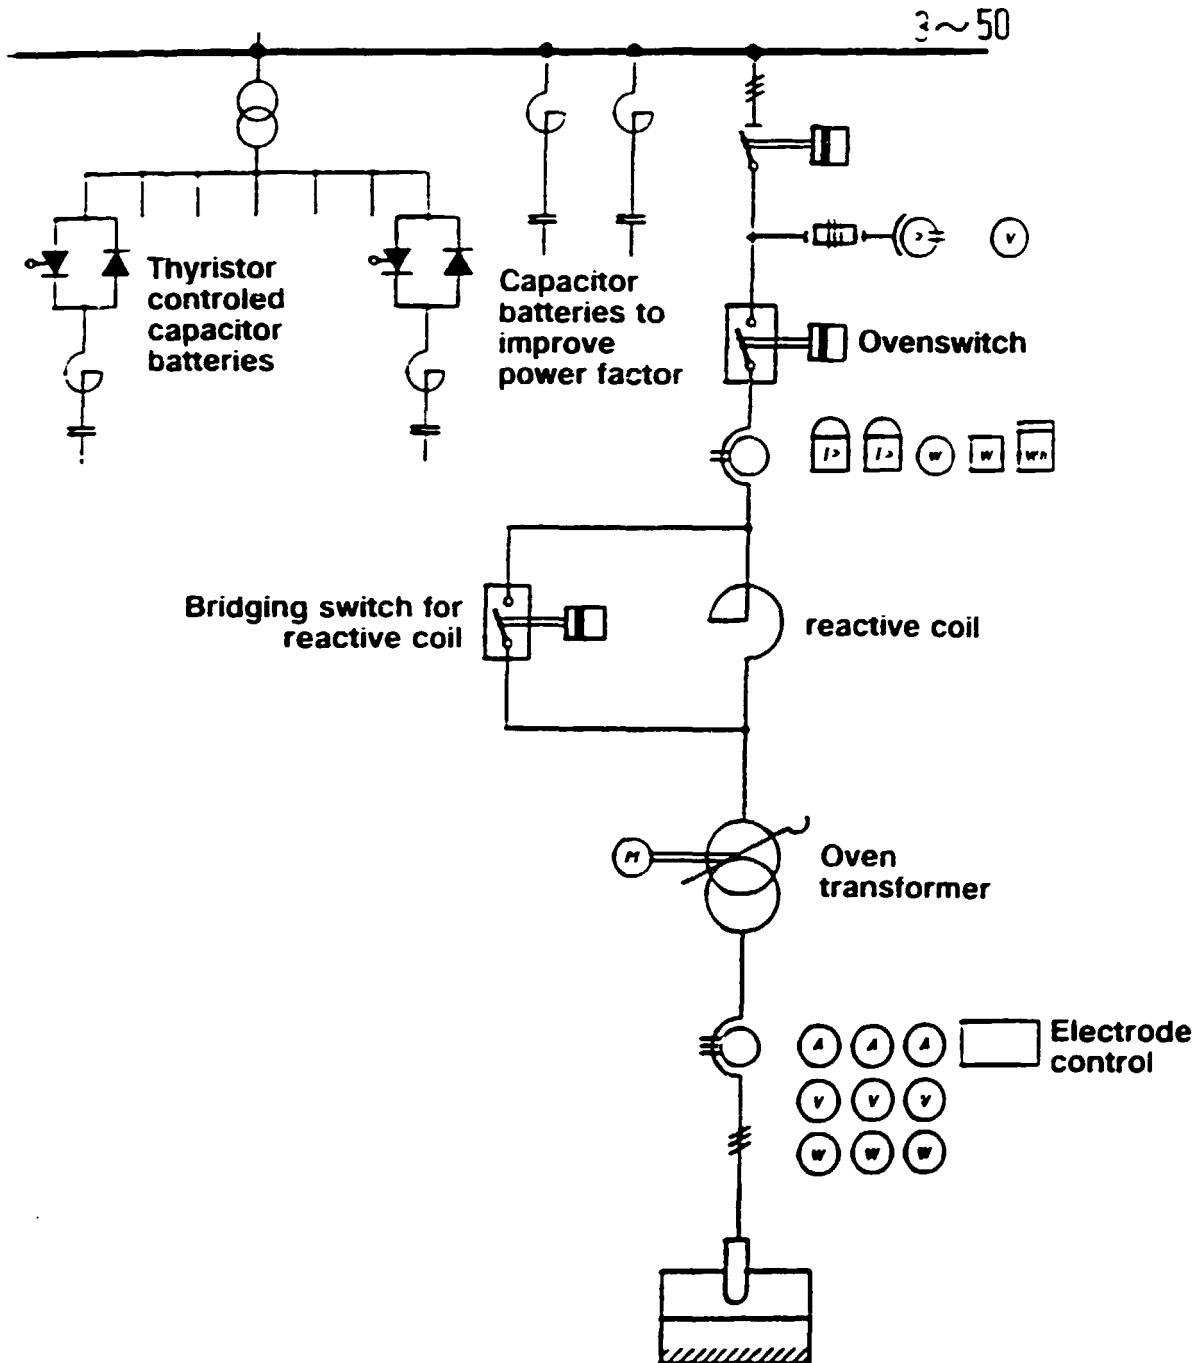 3~50
V
Thyristor
controled
capacitor
batteries
Capacitor
batteries to
improve
power factor
Ovenswitch
I> I> W W Wh
Bridging switch for
reactive coil
reactive coil
M
Oven
transformer
A A A
Electrode
control
V V V
W W W